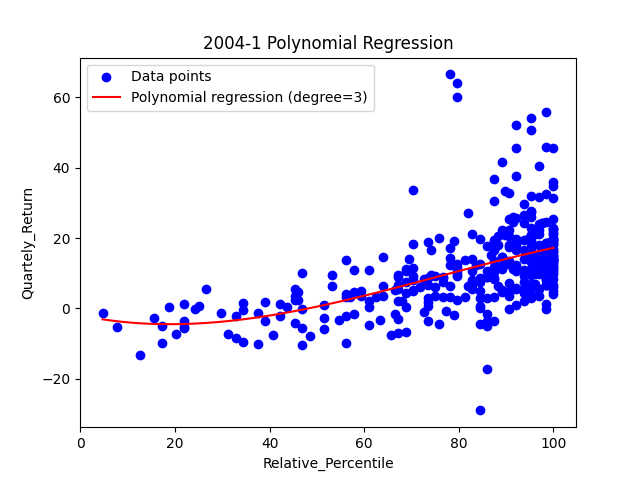 2004-1 Polynomial Regression
Data points
Polynomial regression (degree=3)
60
40
20
0
−20
Quartely_Return
0 20 40 60 80 100
Relative_Percentile